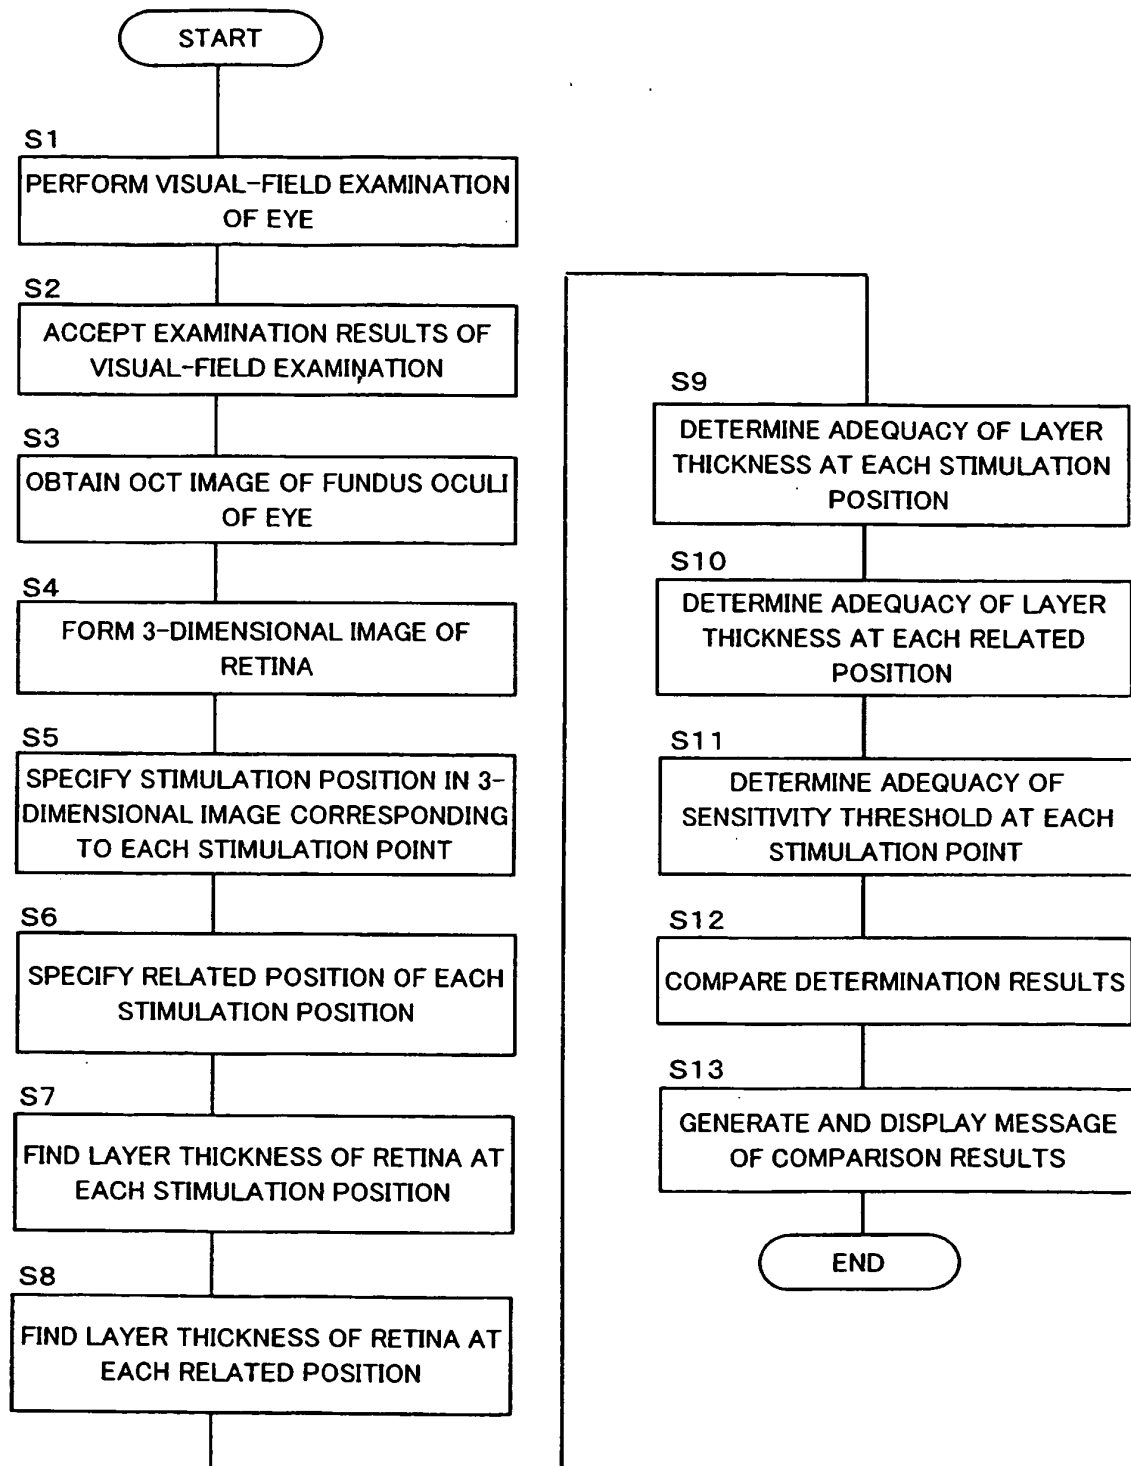 START
S1
PERFORM VISUAL-FIELD EXAMINATION
OF EYE
S2
ACCEPT EXAMINATION RESULTS OF
VISUAL-FIELD EXAMINATION
S3
OBTAIN OCT IMAGE OF FUNDUS OCULI
OF EYE
S4
FORM 3-DIMENSIONAL IMAGE OF
RETINA
S5
SPECIFY STIMULATION POSITION IN 3-
DIMENSIONAL IMAGE CORRESPONDING
TO EACH STIMULATION POINT
S6
SPECIFY RELATED POSITION OF EACH
STIMULATION POSITION
S7
FIND LAYER THICKNESS OF RETINA AT
EACH STIMULATION POSITION
S8
FIND LAYER THICKNESS OF RETINA AT
EACH RELATED POSITION
S9
DETERMINE ADEQUACY OF LAYER
THICKNESS AT EACH STIMULATION
POSITION
S10
DETERMINE ADEQUACY OF LAYER
THICKNESS AT EACH RELATED
POSITION
S11
DETERMINE ADEQUACY OF
SENSITIVITY THRESHOLD AT EACH
STIMULATION POINT
S12
COMPARE DETERMINATION RESULTS
S13
GENERATE AND DISPLAY MESSAGE
OF COMPARISON RESULTS
END